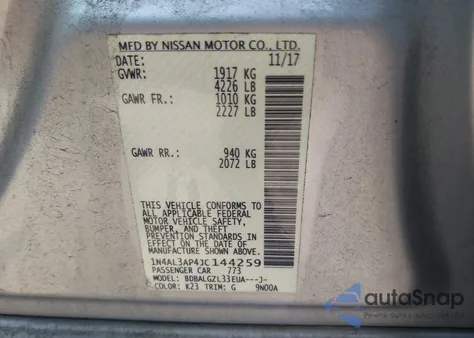 MFD BY NISSAN MOTOR CO., LTD.
DATE: 11/17
GVWR: 1917 KG
4226 LB
GAWR FR.: 1010 KG
2227 LB
GAWR RR.: 940 KG
2072 LB
THIS VEHICLE CONFORMS TO
ALL APPLICABLE FEDERAL
MOTOR VEHICLE SAFETY,
BUMPER, AND THEFT
PREVENTION STANDARDS IN
EFFECT ON THE DATE OF
MANUFACTURE SHOWN ABOVE.
1N4AL3AP4JC144259
PASSENGER CAR 773
MODEL: BDBALGZL33EUA---J-
COLOR: K23 TRIM: G 9N00A
autoSnap